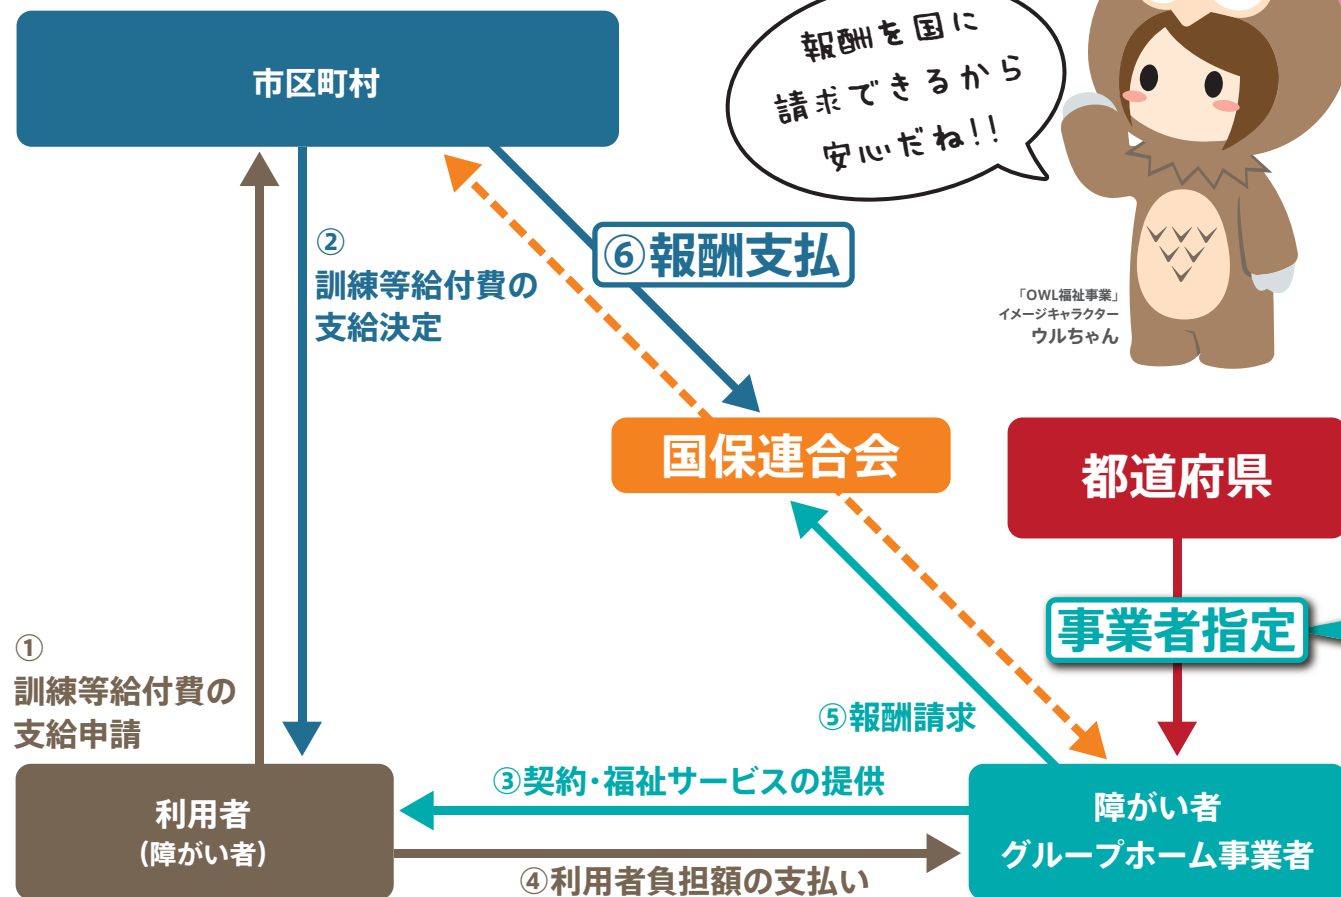 市区町村
報酬を国に
請求できるから
安心だね!!
②
訓練等給付費の
支給決定
⑥報酬支払
「OWL福祉事業」
イメージキャラクター
ウルちゃん
国保連合会
都道府県
事業者指定
①
訓練等給付費の
支給申請
⑤報酬請求
③契約・福祉サービスの提供
利用者
(障がい者)
障がい者
グループホーム事業者
④利用者負担額の支払い